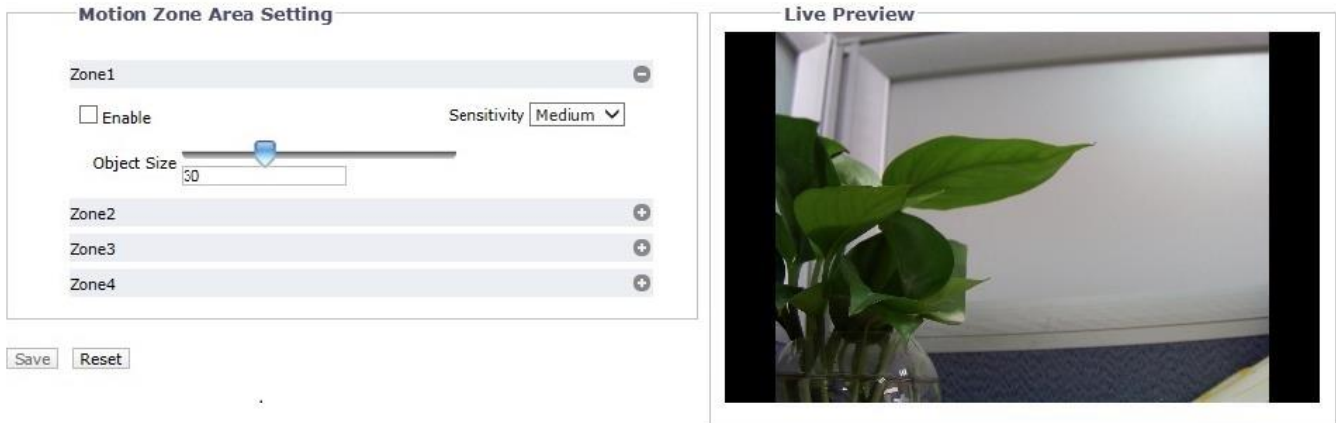 Motion Zone Area Setting
Zone1
Enable
Sensitivity Medium
Object Size
30
Zone2
Zone3
Zone4
Save Reset
Live Preview